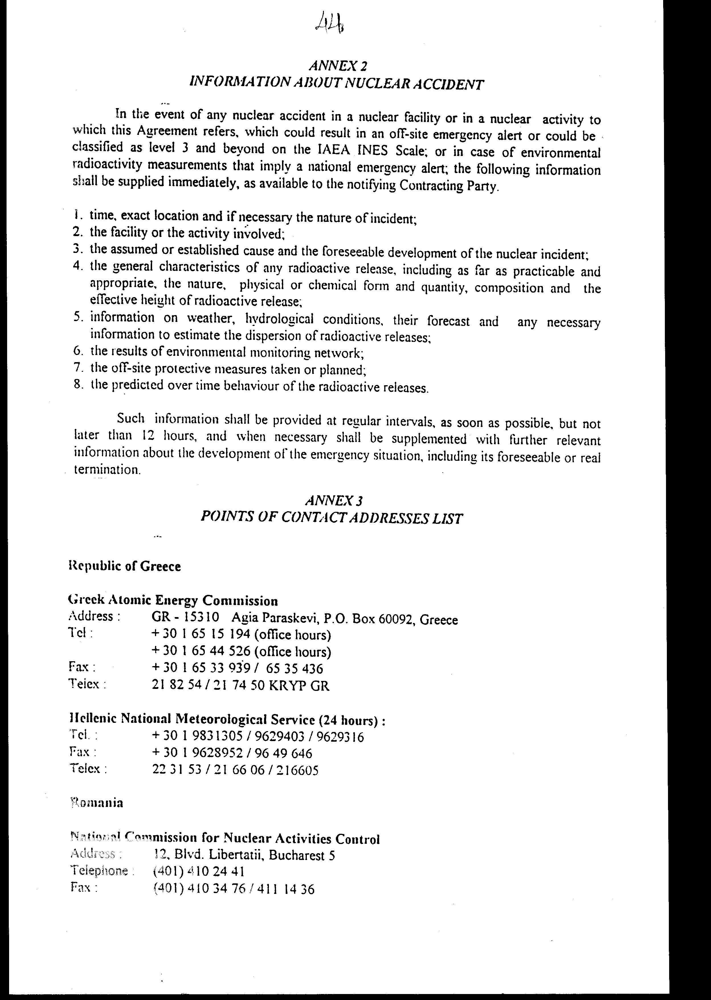 ANNEX 2
INFORMATION ABOUT NUCLEAR ACCIDENT
In the event of any nuclear accident in a nuclear facility or in a nuclear activity to
which this Agreement refers, which could result in an off-site emergency alert or could be
classified as level 3 and beyond on the IAEA INES Scale; or in case of environmental
radioactivity measurements that imply a national emergency alert; the following information
shall be supplied immediately, as available to the notifying Contracting Party.
1. time, exact location and if necessary the nature of incident;
2. the facility or the activity involved;
3. the assumed or established cause and the foreseeable development of the nuclear incident;
4. the general characteristics of any radioactive release, including as far as practicable and
appropriate, the nature, physical or chemical form and quantity, composition and the
effective height of radioactive release;
5. information on weather, hydrological conditions, their forecast and any necessary
information to estimate the dispersion of radioactive releases;
6. the results of environmental monitoring network;
7. the off-site protective measures taken or planned;
8. the predicted over time behaviour of the radioactive releases.
Such information shall be provided at regular intervals, as soon as possible, but not
later than 12 hours, and when necessary shall be supplemented with further relevant
information about the development of the emergency situation, including its foreseeable or real
termination.
ANNEX 3
POINTS OF CONTACT ADDRESSES LIST
Republic of Greece
Greek Atomic Energy Commission
Address : GR - 15310 Agia Paraskevi, P.O. Box 60092, Greece
Tel : + 30 1 65 15 194 (office hours)
+ 30 1 65 44 526 (office hours)
Fax : + 30 1 65 33 939 / 65 35 436
Telex : 21 82 54 / 21 74 50 KRYP GR
Hellenic National Meteorological Service (24 hours) :
Tel. : + 30 1 9831305 / 9629403 / 9629316
Fax : + 30 1 9628952 / 96 49 646
Telex : 22 31 53 / 21 66 06 / 216605
Romania
National Commission for Nuclear Activities Control
Address : 12, Blvd. Libertatii, Bucharest 5
Telephone : (401) 410 24 41
Fax : (401) 410 34 76 / 411 14 36